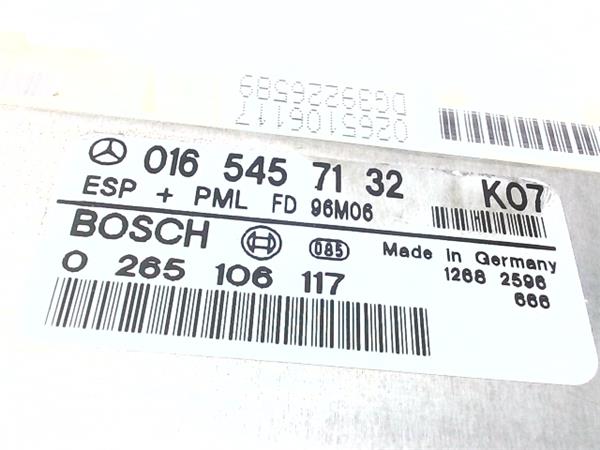 DG39226589
0265106117
016 545 71 32 K07
ESP + PML FD 96M06
BOSCH 085 Made in Germany
0 265 106 117 1268 2596
666